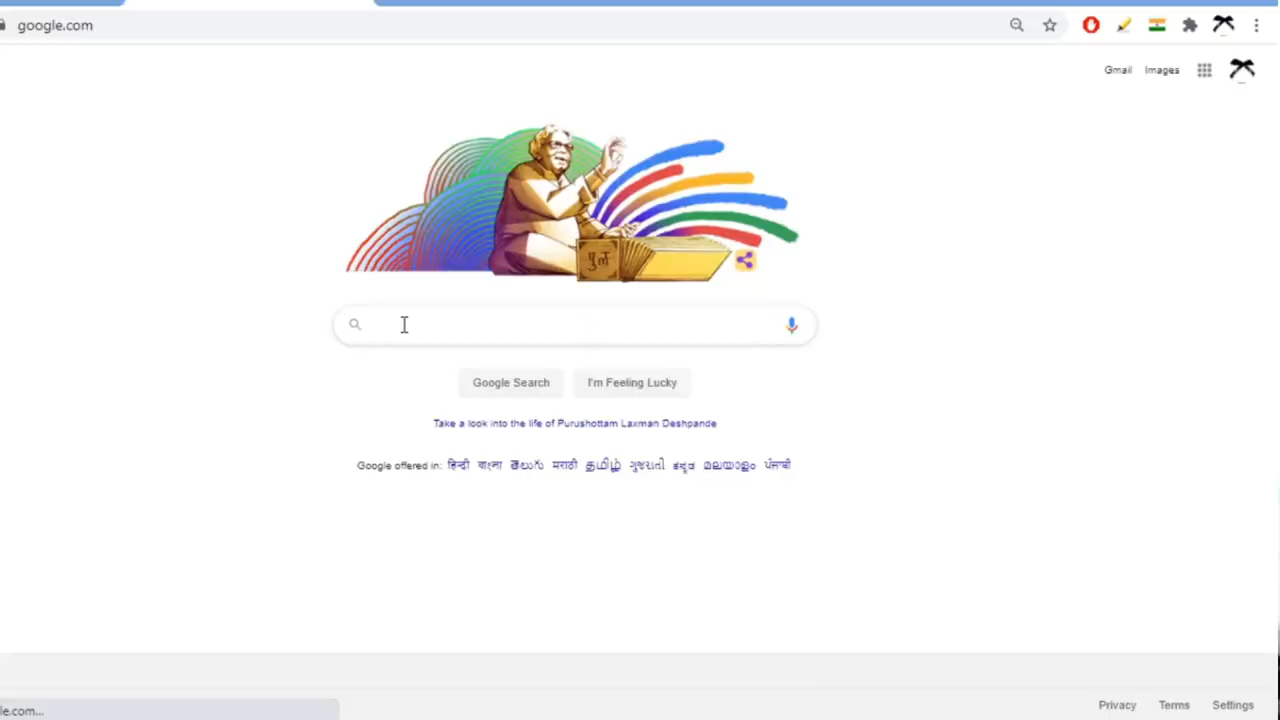 google.com
Gmail Images
पुलं
Google Search I'm Feeling Lucky
Take a look into the life of Purushottam Laxman Deshpande
Google offered in: हिन्दी বাংলা తెలుగు मराठी தமிழ் ગુજરાતી ಕನ್ನಡ മലയാളം ਪੰਜਾਬੀ
le.com...
Privacy Terms Settings